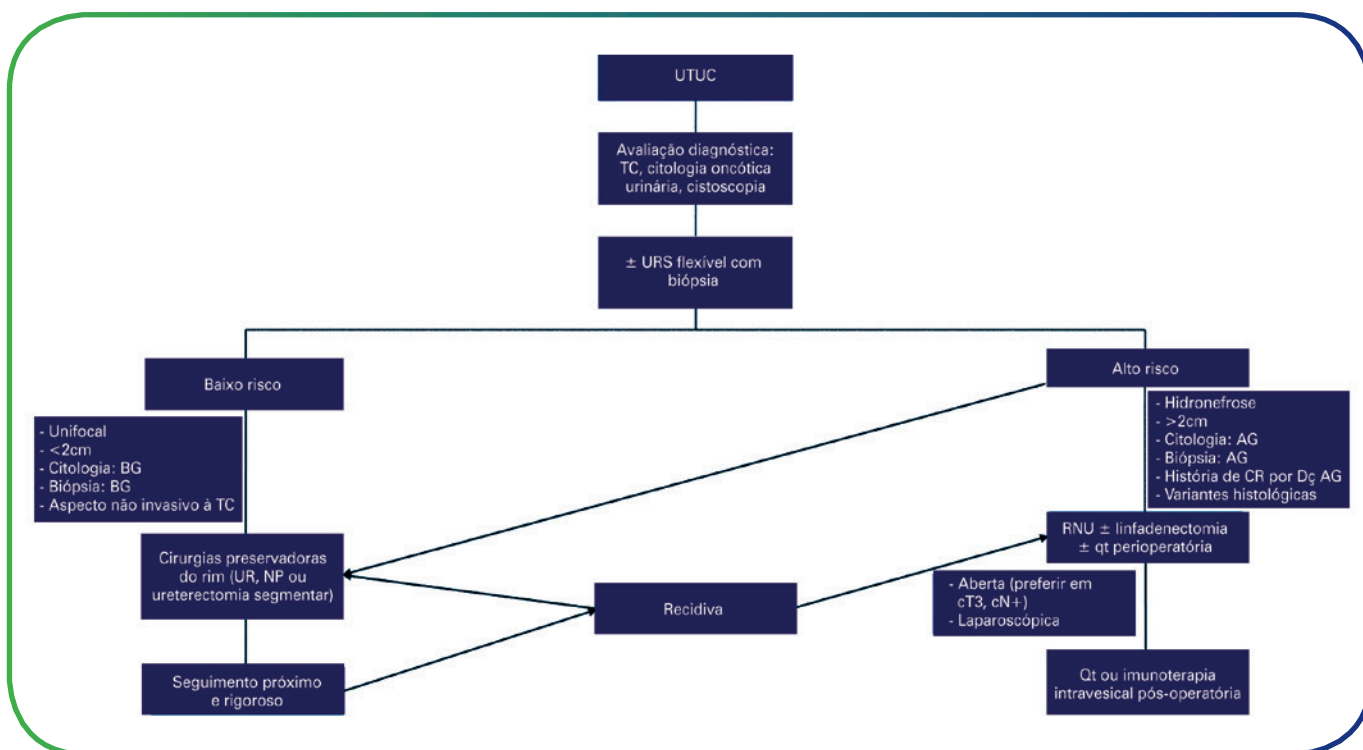 UTUC
Avaliação diagnóstica:
TC, citologia oncótica
urinária, cistoscopia
± URS flexível com
biópsia
Baixo risco
- Unifocal
- <2cm
- Citologia: BG
- Biópsia: BG
- Aspecto não invasivo à TC
Cirurgias preservadoras
do rim (UR, NP ou
ureterectomia segmentar)
Seguimento próximo
e rigoroso
Recidiva
Alto risco
- Hidronefrose
- >2cm
- Citologia: AG
- Biópsia: AG
- História de CR por Dç AG
- Variantes histológicas
RNU ± linfadenectomia
± qt perioperatória
- Aberta (preferir em
cT3, cN+)
- Laparoscópica
Qt ou imunoterapia
intravesical pós-operatória